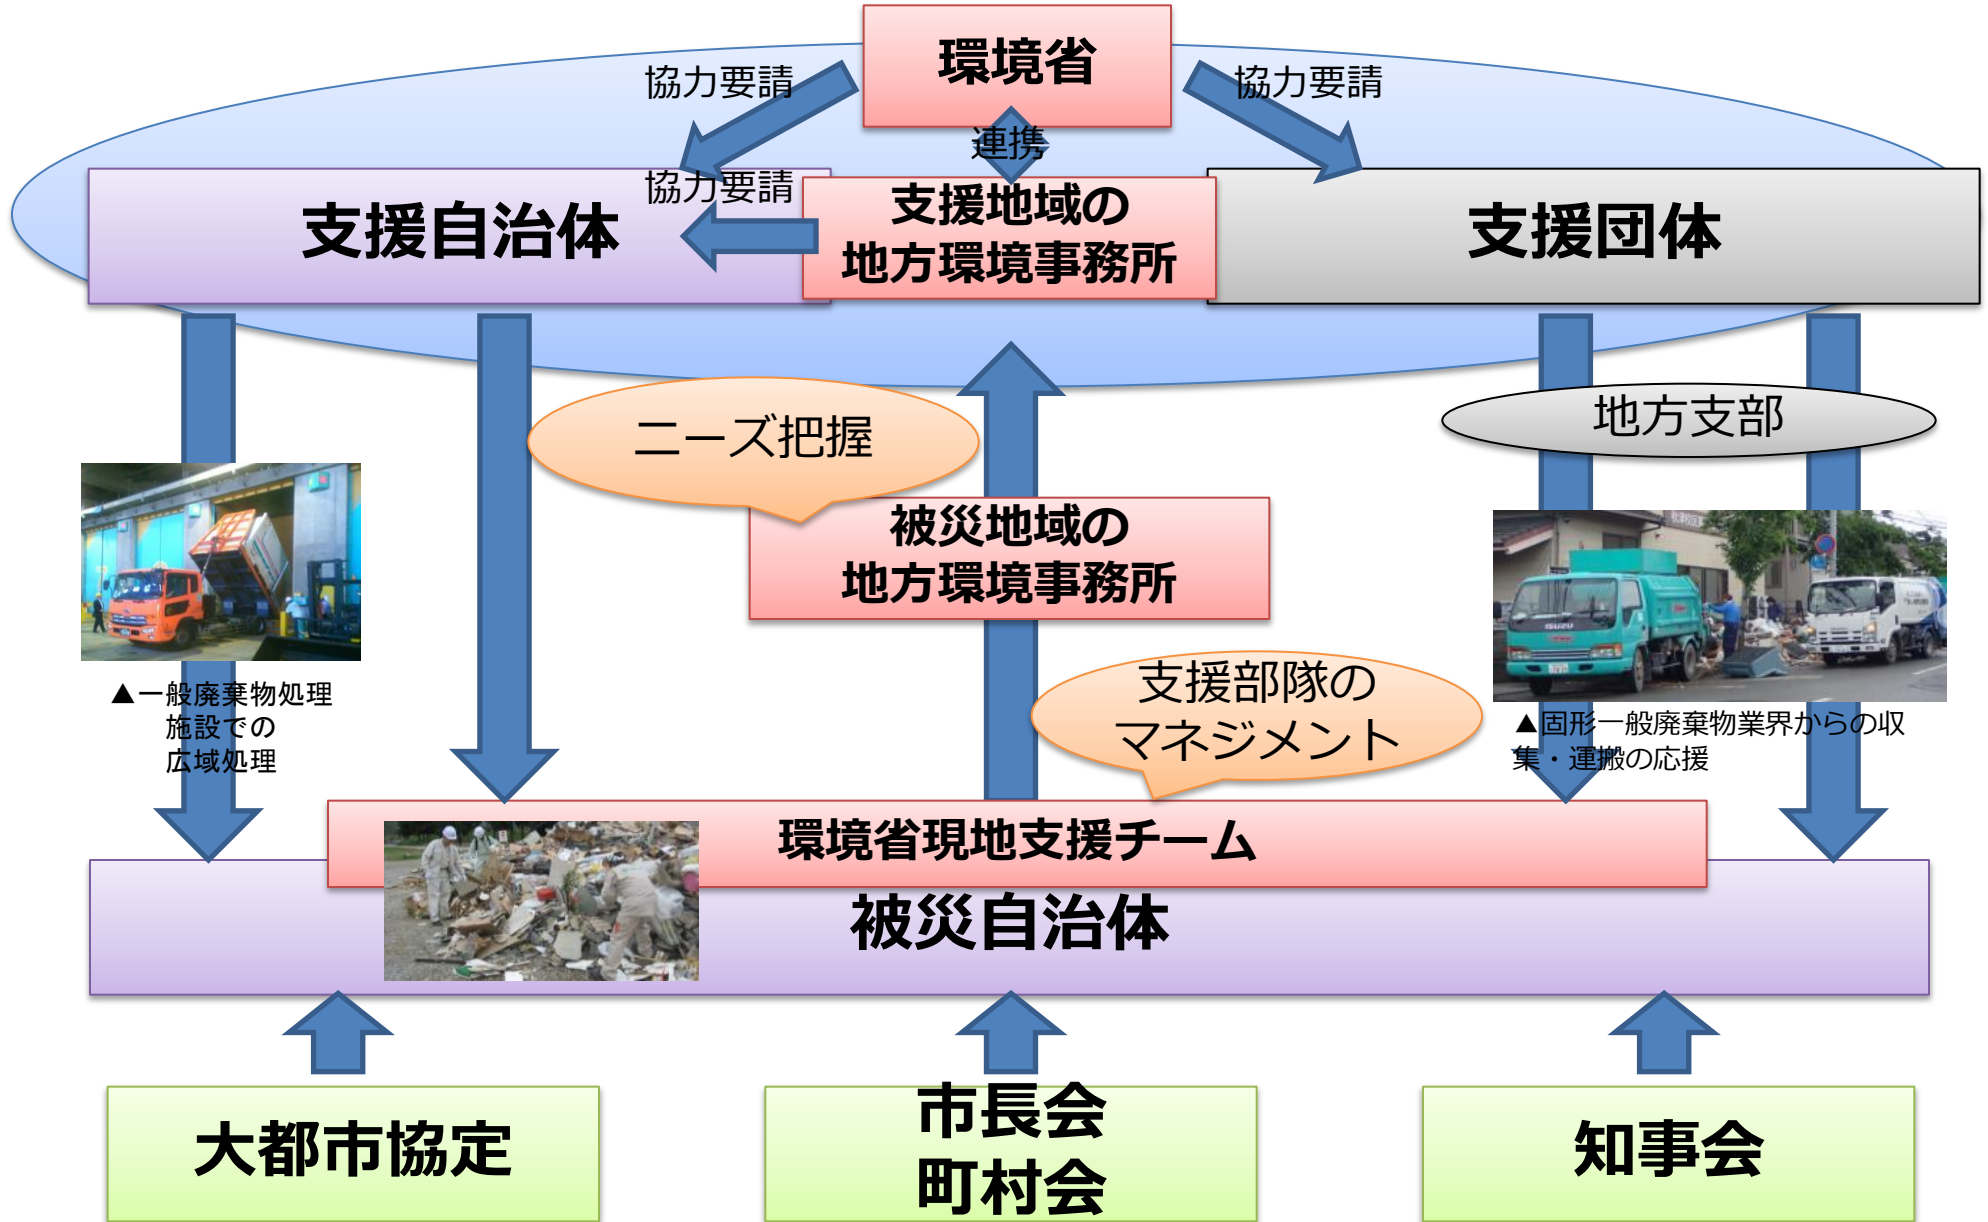 環境省
協力要請
協力要請
連携
協力要請
支援自治体
支援地域の
地方環境事務所
支援団体
ニーズ把握
地方支部
被災地域の
地方環境事務所
支援部隊の
マネジメント
▲一般廃棄物処理
施設での
広域処理
▲固形一般廃棄物業界からの収
集・運搬の応援
環境省現地支援チーム
被災自治体
大都市協定
市長会
町村会
知事会